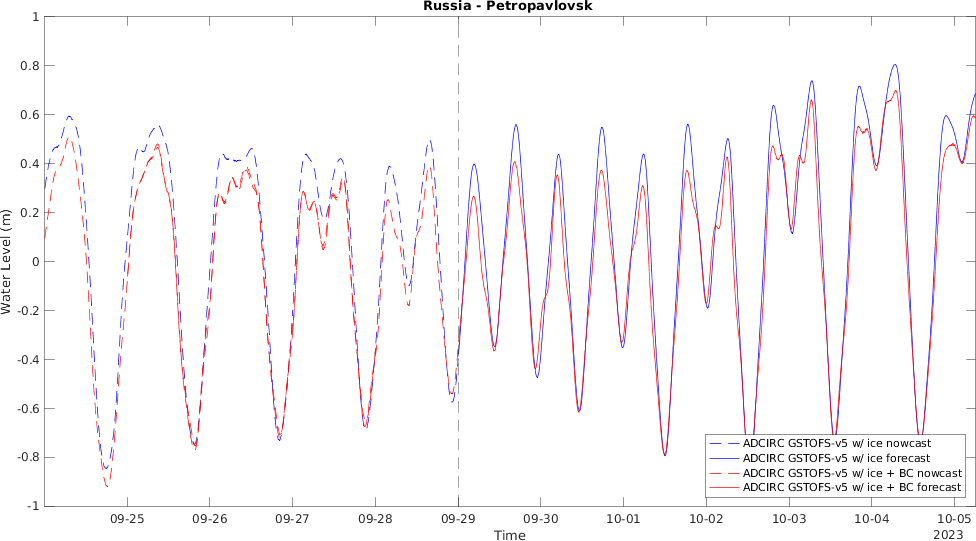 Russia - Petropavlovsk
1
0.8
0.6
0.4
0.2
0
-0.2
-0.4
-0.6
-0.8
-1
Water Level (m)
ADCIRC GSTOFS-v5 w/ ice nowcast
ADCIRC GSTOFS-v5 w/ ice forecast
ADCIRC GSTOFS-v5 w/ ice + BC nowcast
ADCIRC GSTOFS-v5 w/ ice + BC forecast
09-25 09-26 09-27 09-28 09-29 09-30 10-01 10-02 10-03 10-04 10-05
Time
2023